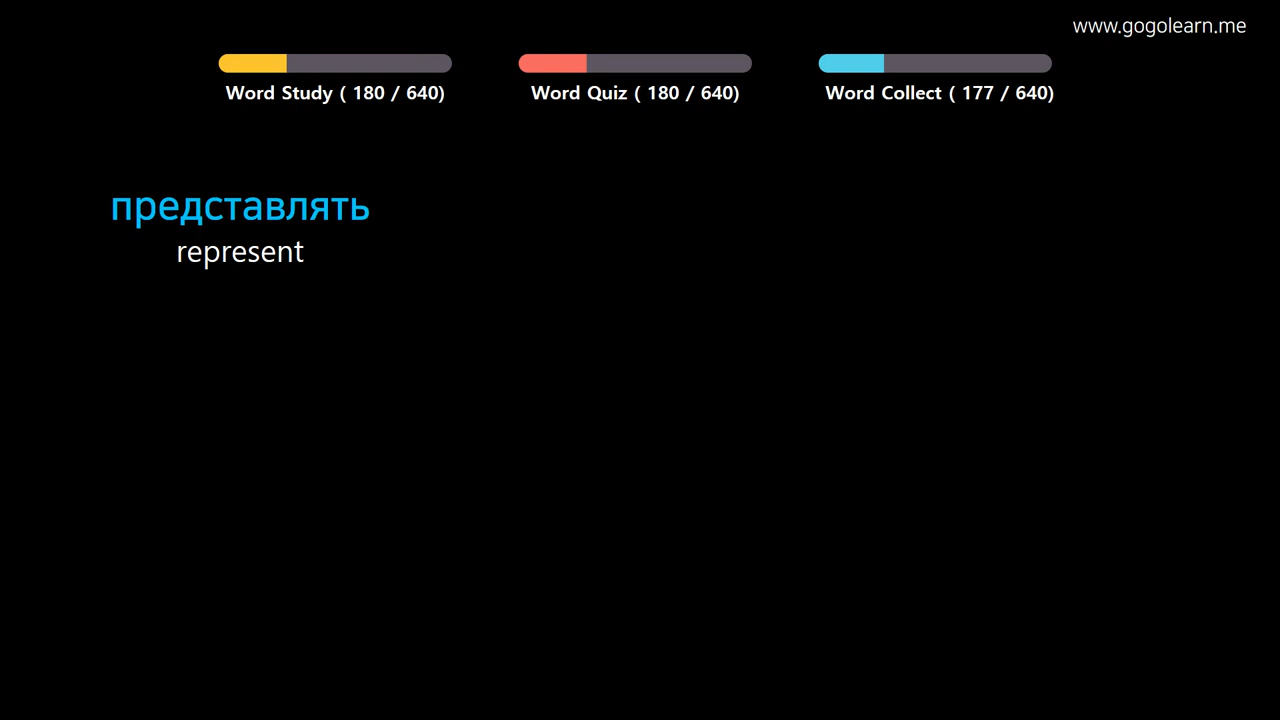 www.gogolearn.me
Word Study ( 180 / 640)
Word Quiz ( 180 / 640)
Word Collect ( 177 / 640)
представлять
represent